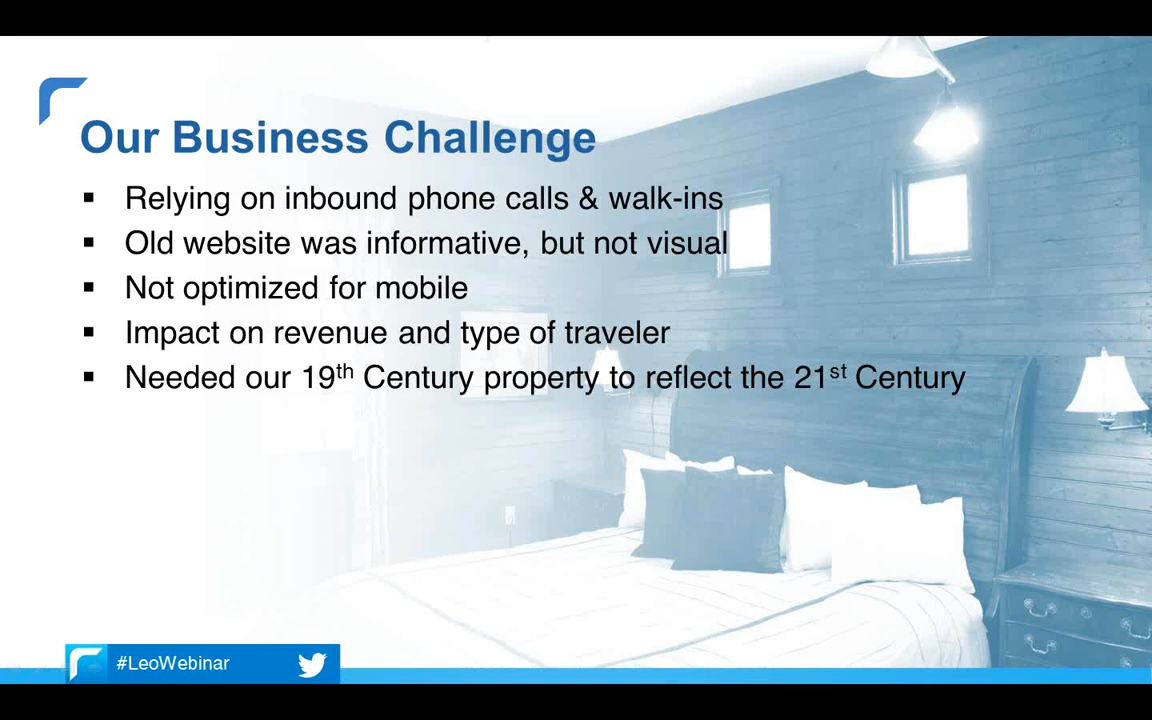 Our Business Challenge
▪ Relying on inbound phone calls & walk-ins
▪ Old website was informative, but not visual
▪ Not optimized for mobile
▪ Impact on revenue and type of traveler
▪ Needed our 19th Century property to reflect the 21st Century
#LeoWebinar